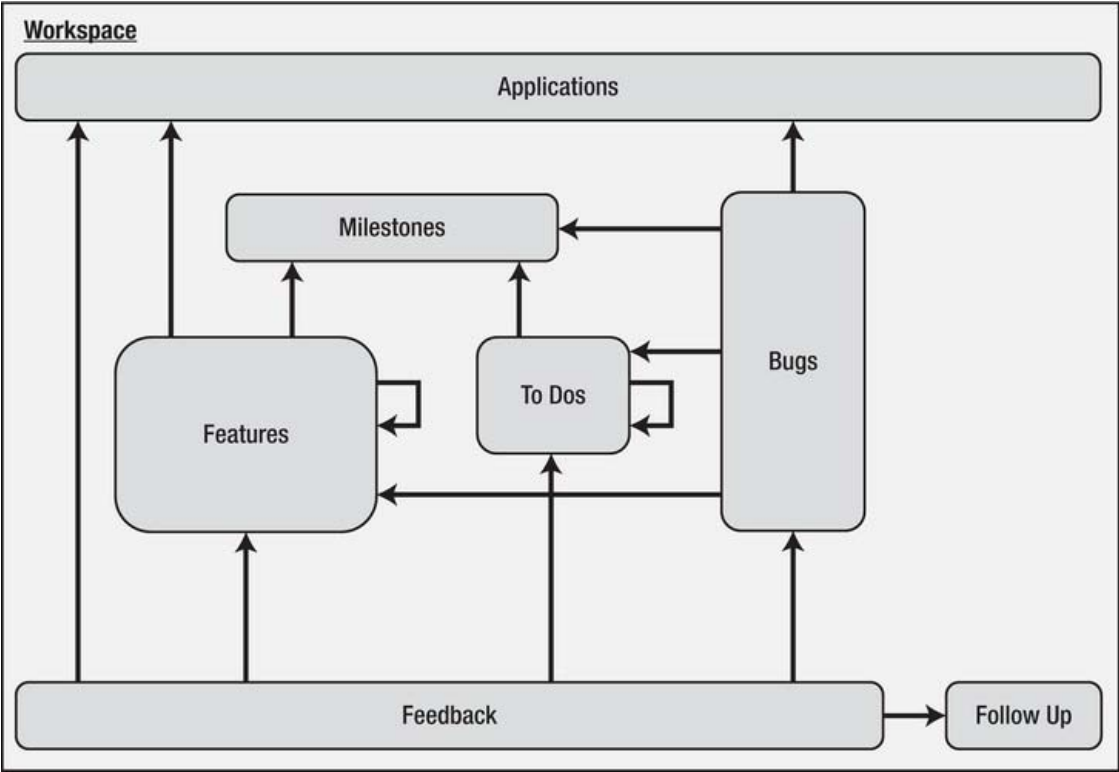 Workspace
Applications
Milestones
Bugs
To Dos
Features
Feedback
Follow Up